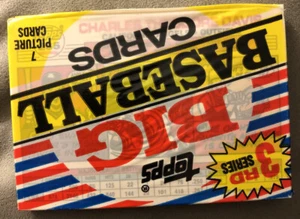 topps
3RD
SERIES
BIG
BASEBALL
CARDS
7
PICTURE
CARDS